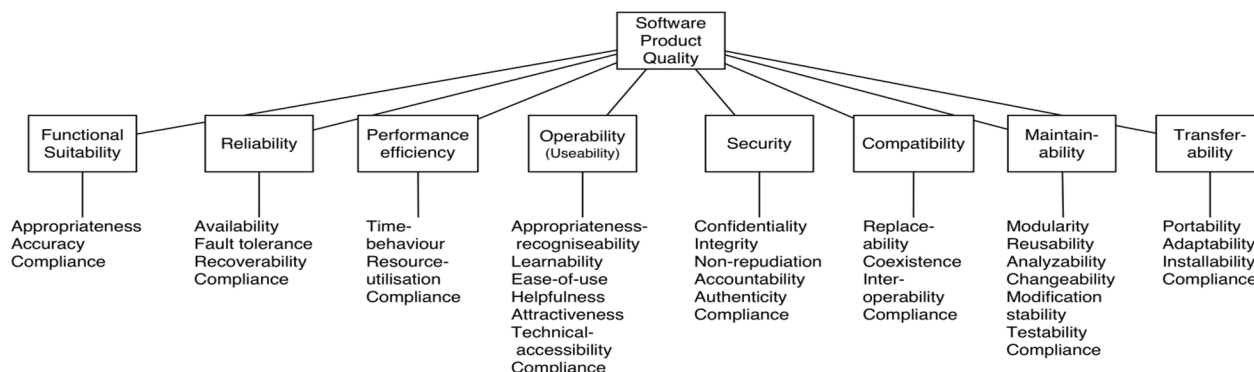 Software
Product
Quality
Functional
Suitability
Reliability
Performance
efficiency
Operability
(Useability)
Security
Compatibility
Maintain-
ability
Transfer-
ability
Appropriateness
Accuracy
Compliance
Availability
Fault tolerance
Recoverability
Compliance
Time-
behaviour
Resource-
utilisation
Compliance
Appropriateness-
recogniseability
Learnability
Ease-of-use
Helpfulness
Attractiveness
Technical-
accessibility
Compliance
Confidentiality
Integrity
Non-repudiation
Accountability
Authenticity
Compliance
Replace-
ability
Coexistence
Inter-
operability
Compliance
Modularity
Reusability
Analyzability
Changeability
Modification
stability
Testability
Compliance
Portability
Adaptability
Installability
Compliance